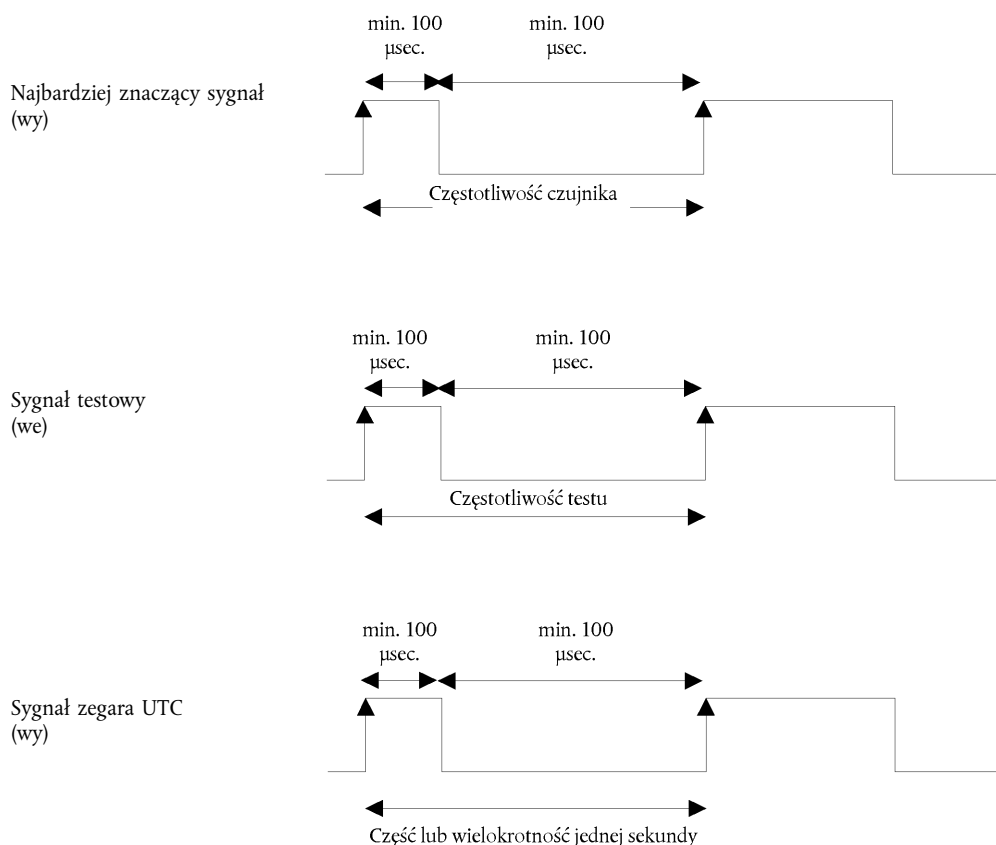 min. 100
µsec.
min. 100
µsec.
Najbardziej znaczący sygnał
(wy)
Częstotliwość czujnika
min. 100
µsec.
min. 100
µsec.
Sygnał testowy
(we)
Częstotliwość testu
min. 100
µsec.
min. 100
µsec.
Sygnał zegara UTC
(wy)
Część lub wielokrotność jednej sekundy